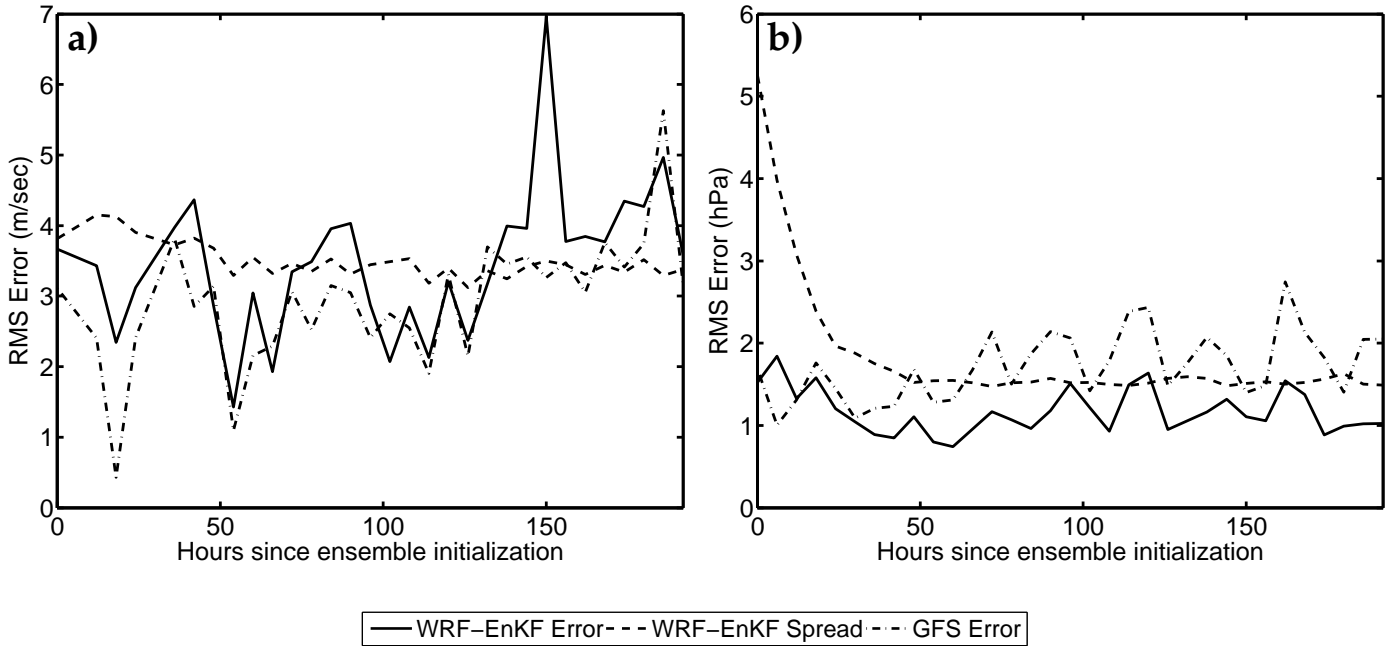 a)
7
6
5
4
3
2
1
0
RMS Error (m/sec)
0 50 100 150
Hours since ensemble initialization
b)
6
5
4
3
2
1
0
RMS Error (hPa)
0 50 100 150
Hours since ensemble initialization
WRF−EnKF Error WRF−EnKF Spread GFS Error